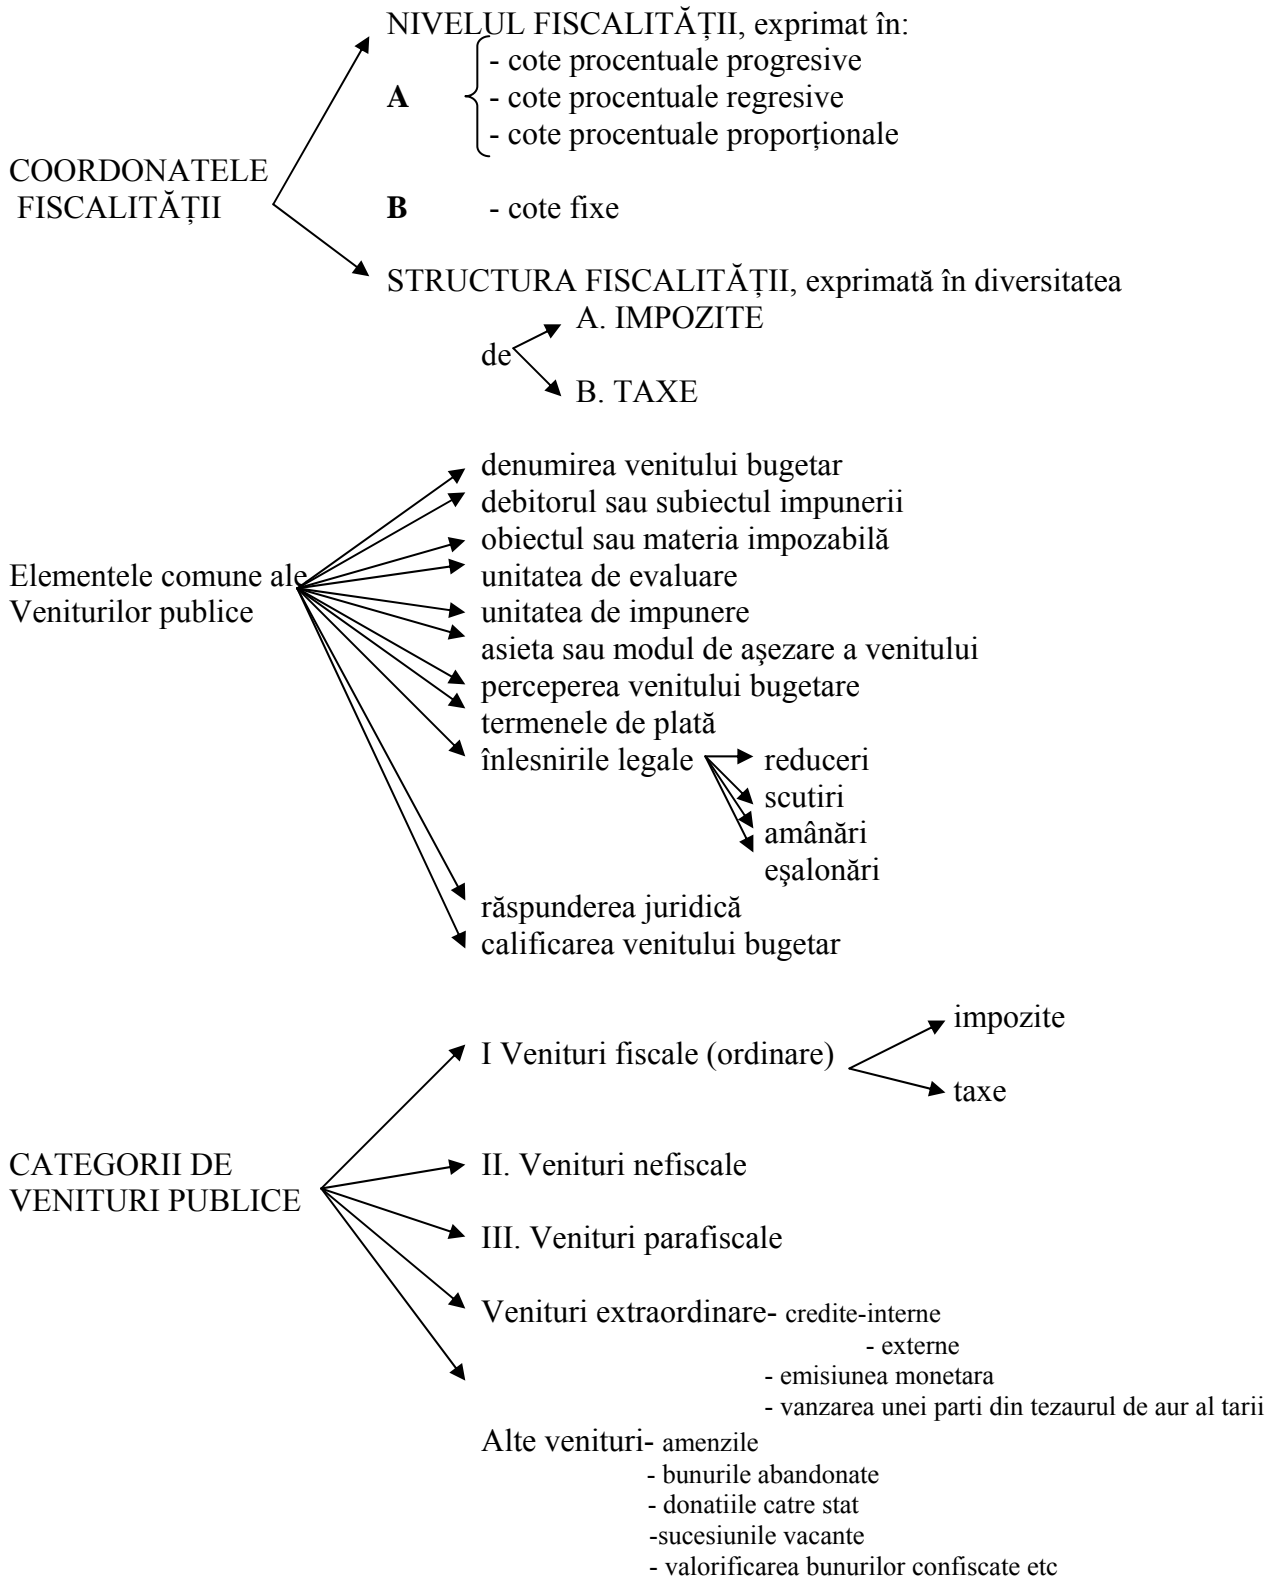 NIVELUL FISCALITĂȚII, exprimat în:
- cote procentuale progresive
A - cote procentuale regresive
- cote procentuale proporționale
COORDONATELE
FISCALITĂȚII
B - cote fixe
STRUCTURA FISCALITĂȚII, exprimată în diversitatea
A. IMPOZITE
de
B. TAXE
denumirea venitului bugetar
debitorul sau subiectul impunerii
obiectul sau materia impozabilă
Elementele comune ale
Veniturilor publice
unitatea de evaluare
unitatea de impunere
asieta sau modul de aşezare a venitului
perceperea venitului bugetare
termenele de plată
înlesnirile legale
reduceri
scutiri
amânări
eşalonări
răspunderea juridică
calificarea venitului bugetar
CATEGORII DE
VENITURI PUBLICE
I Venituri fiscale (ordinare)
impozite
taxe
II. Venituri nefiscale
III. Venituri parafiscale
Venituri extraordinare- credite-interne
- externe
- emisiunea monetara
- vanzarea unei parti din tezaurul de aur al tarii
Alte venituri- amenzile
- bunurile abandonate
- donatiile catre stat
-sucesiunile vacante
- valorificarea bunurilor confiscate etc